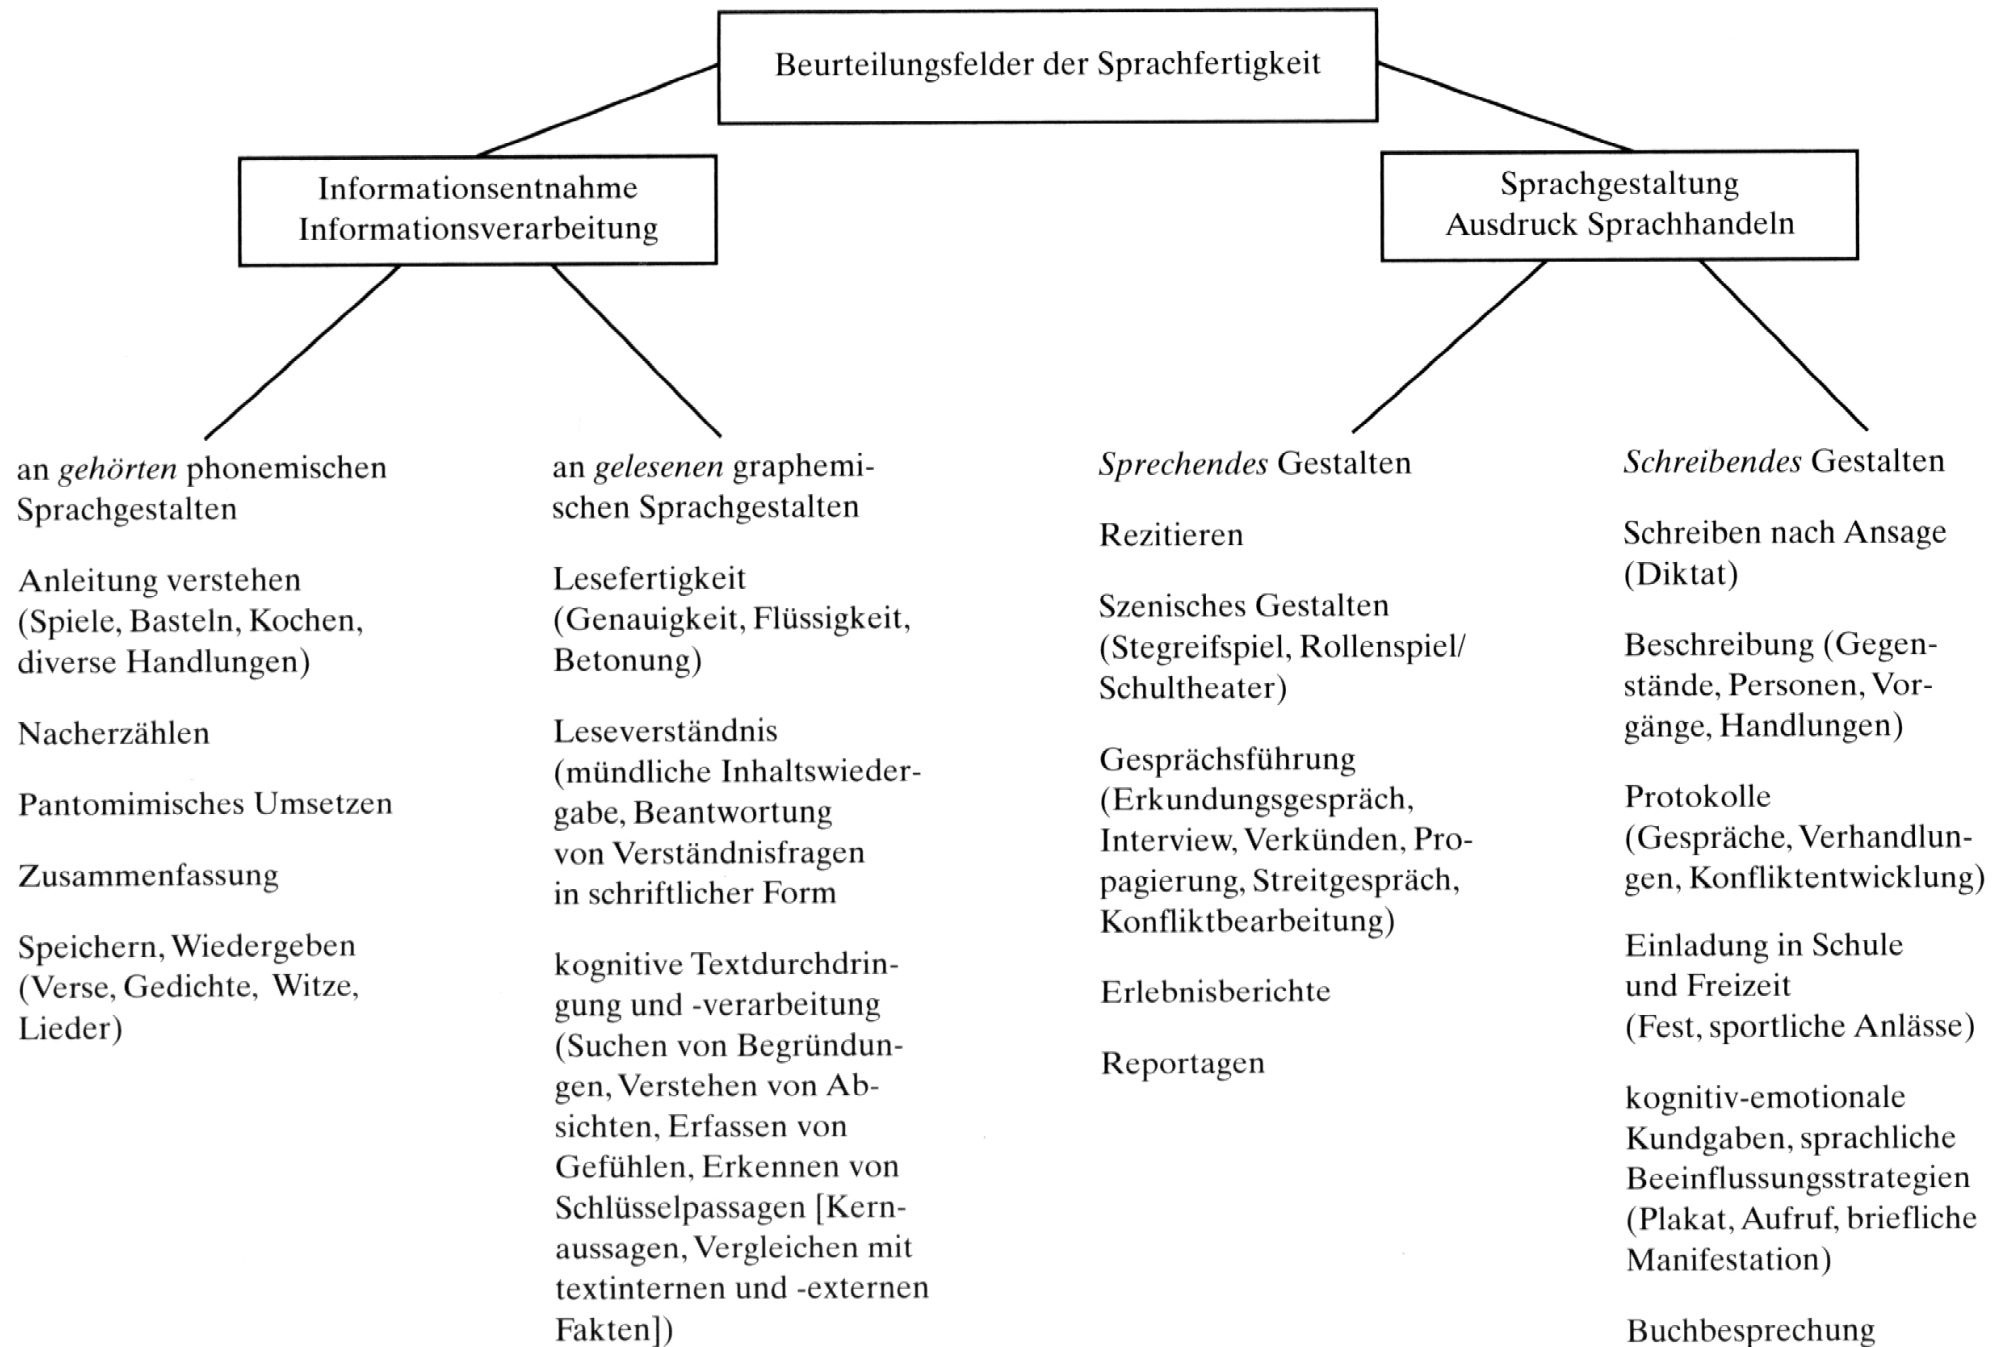 Beurteilungsfelder der Sprachfertigkeit
Informationsentnahme
Informationsverarbeitung
Sprachgestaltung
Ausdruck Sprachhandeln
an gehörten phonemischen
Sprachgestalten
Anleitung verstehen
(Spiele, Basteln, Kochen,
diverse Handlungen)
Nacherzählen
Pantomimisches Umsetzen
Zusammenfassung
Speichern, Wiedergeben
(Verse, Gedichte, Witze,
Lieder)
an gelesenen graphemi-
schen Sprachgestalten
Lesefertigkeit
(Genauigkeit, Flüssigkeit,
Betonung)
Leseverständnis
(mündliche Inhaltswieder-
gabe, Beantwortung
von Verständnisfragen
in schriftlicher Form
kognitive Textdurchdrin-
gung und -verarbeitung
(Suchen von Begründun-
gen, Verstehen von Ab-
sichten, Erfassen von
Gefühlen, Erkennen von
Schlüsselpassagen [Kern-
aussagen, Vergleichen mit
textinternen und -externen
Fakten])
Sprechendes Gestalten
Rezitieren
Szenisches Gestalten
(Stegreifspiel, Rollenspiel/
Schultheater)
Gesprächsführung
(Erkundungsgespräch,
Interview, Verkünden, Pro-
pagierung, Streitgespräch,
Konfliktbearbeitung)
Erlebnisberichte
Reportagen
Schreibendes Gestalten
Schreiben nach Ansage
(Diktat)
Beschreibung (Gegen-
stände, Personen, Vor-
gänge, Handlungen)
Protokolle
(Gespräche, Verhandlun-
gen, Konfliktentwicklung)
Einladung in Schule
und Freizeit
(Fest, sportliche Anlässe)
kognitiv-emotionale
Kundgaben, sprachliche
Beeinflussungsstrategien
(Plakat, Aufruf, briefliche
Manifestation)
Buchbesprechung